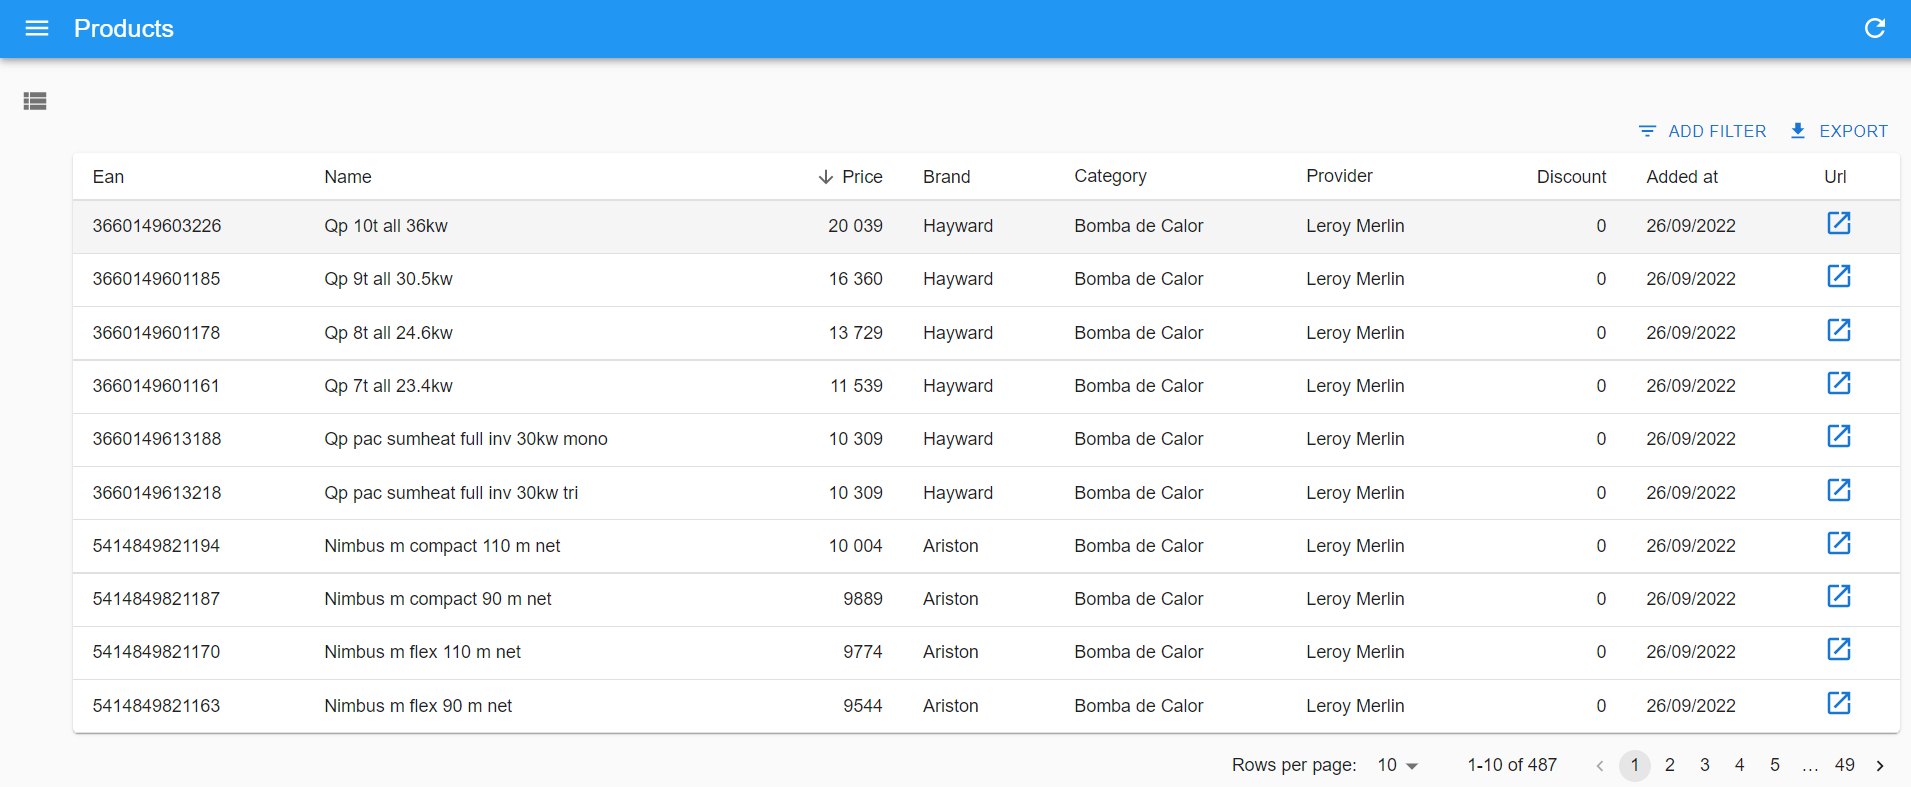 Products
ADD FILTER EXPORT
Ean Name Price Brand Category Provider Discount Added at Url
3660149603226 Qp 10t all 36kw 20 039 Hayward Bomba de Calor Leroy Merlin 0 26/09/2022
3660149601185 Qp 9t all 30.5kw 16 360 Hayward Bomba de Calor Leroy Merlin 0 26/09/2022
3660149601178 Qp 8t all 24.6kw 13 729 Hayward Bomba de Calor Leroy Merlin 0 26/09/2022
3660149601161 Qp 7t all 23.4kw 11 539 Hayward Bomba de Calor Leroy Merlin 0 26/09/2022
3660149613188 Qp pac sumheat full inv 30kw mono 10 309 Hayward Bomba de Calor Leroy Merlin 0 26/09/2022
3660149613218 Qp pac sumheat full inv 30kw tri 10 309 Hayward Bomba de Calor Leroy Merlin 0 26/09/2022
5414849821194 Nimbus m compact 110 m net 10 004 Ariston Bomba de Calor Leroy Merlin 0 26/09/2022
5414849821187 Nimbus m compact 90 m net 9889 Ariston Bomba de Calor Leroy Merlin 0 26/09/2022
5414849821170 Nimbus m flex 110 m net 9774 Ariston Bomba de Calor Leroy Merlin 0 26/09/2022
5414849821163 Nimbus m flex 90 m net 9544 Ariston Bomba de Calor Leroy Merlin 0 26/09/2022
Rows per page: 10 1-10 of 487 1 2 3 4 5 … 49